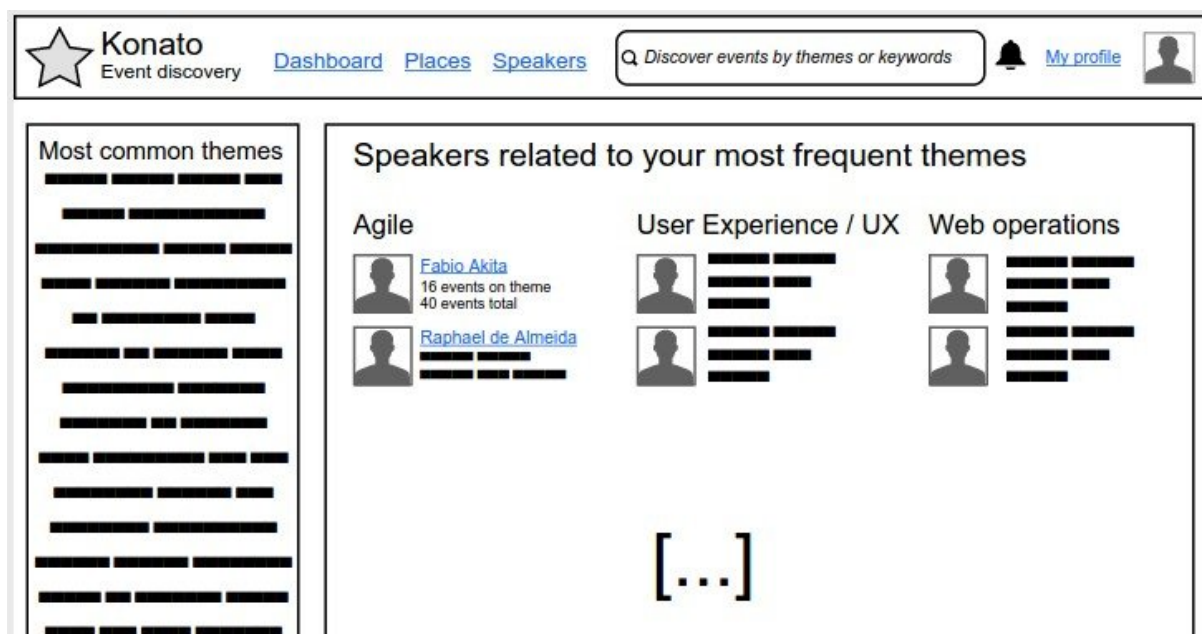 Konato
Event discovery
Dashboard Places Speakers
Discover events by themes or keywords
My profile
Most common themes
Speakers related to your most frequent themes
Agile
Fabio Akita
16 events on theme
40 events total
Raphael de Almeida
User Experience / UX
Web operations
[...]